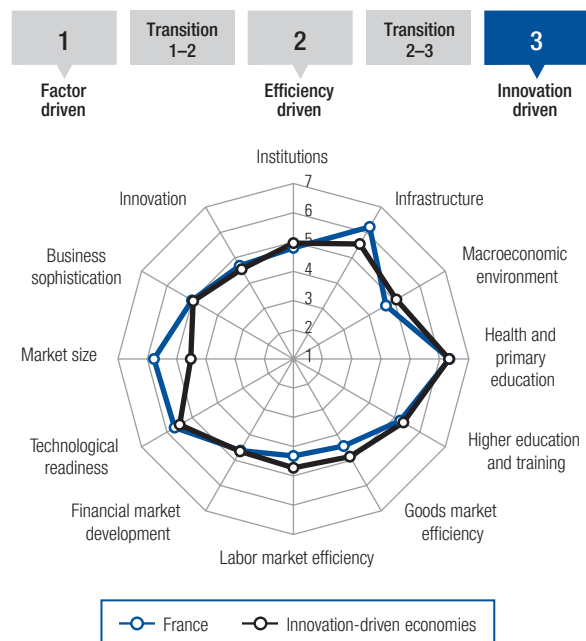 1
Transition
1–2
2
Transition
2–3
3
Factor
driven
Efficiency
driven
Innovation
driven
Institutions
Innovation
Infrastructure
Business
sophistication
Macroeconomic
environment
Market size
Health and
primary
education
Technological
readiness
Higher education
and training
Financial market
development
Goods market
efficiency
Labor market efficiency
7
6
5
4
3
2
1
France
Innovation-driven economies